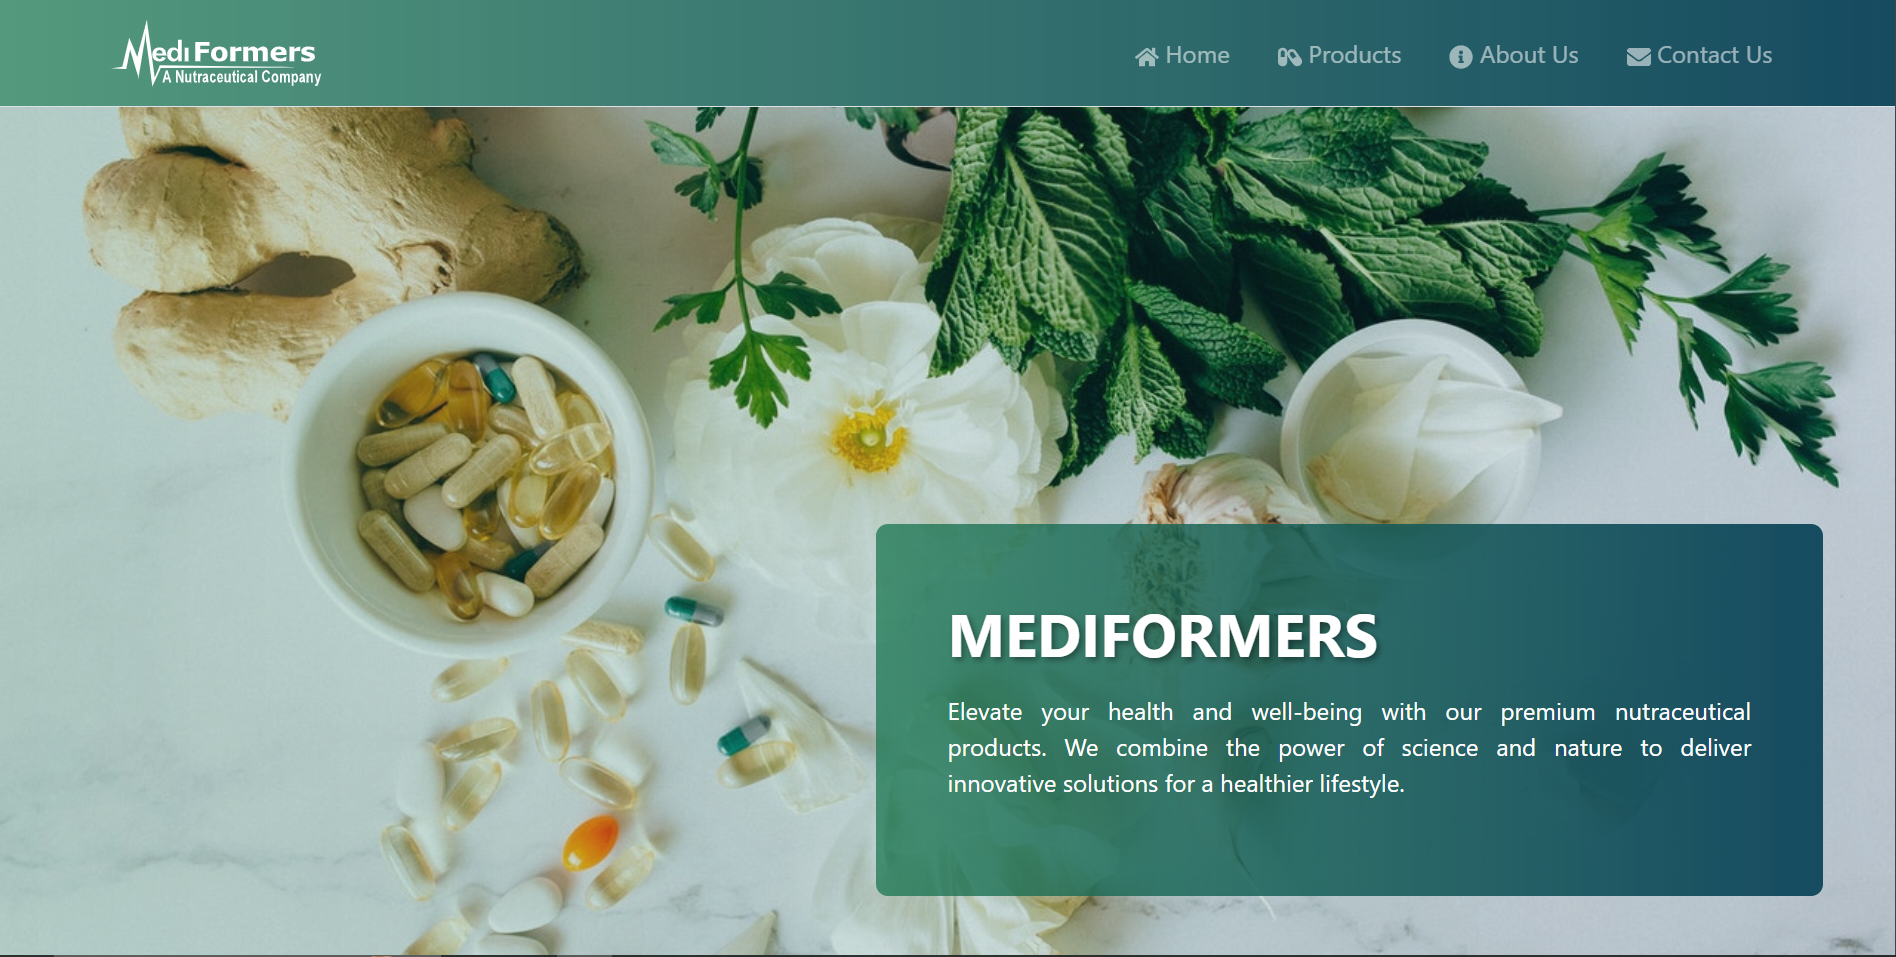 Medi Formers
A Nutraceutical Company
Home
Products
About Us
Contact Us
MEDIFORMERS
Elevate your health and well-being with our premium nutraceutical
products. We combine the power of science and nature to deliver
innovative solutions for a healthier lifestyle.